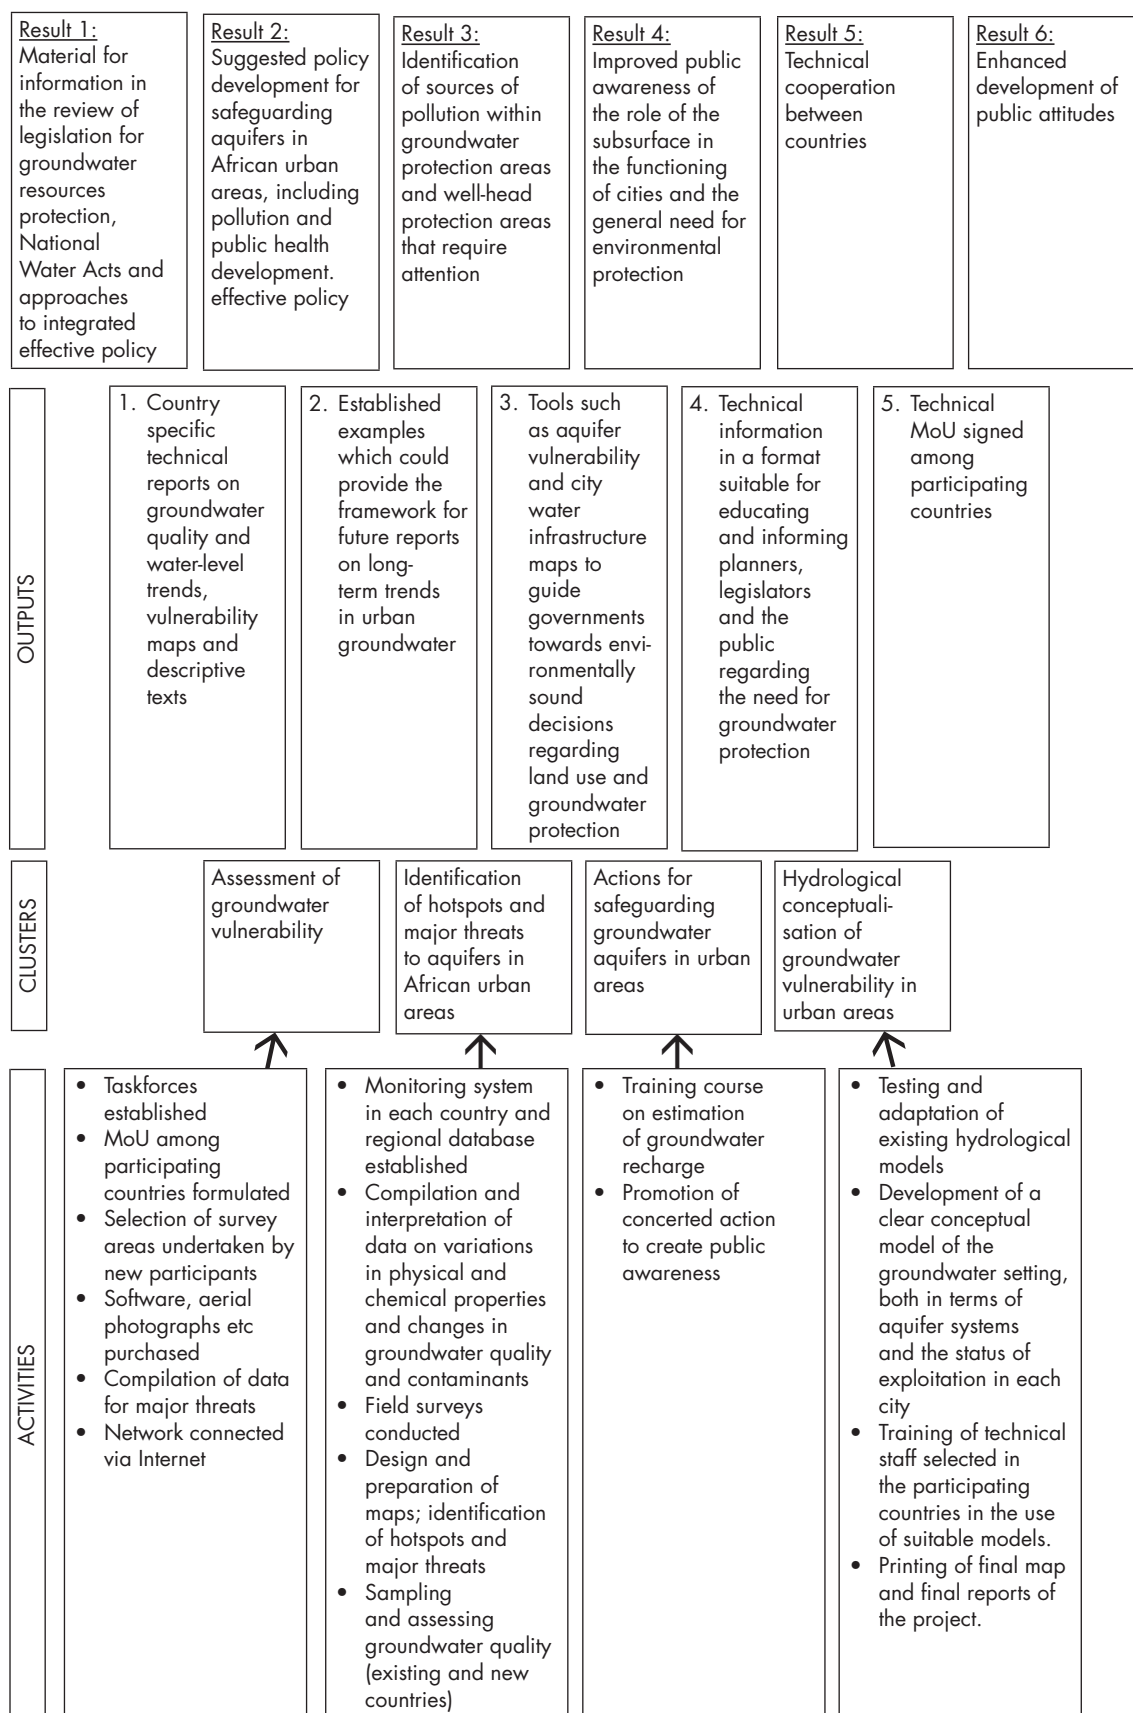 Result 1:
Material for
information in
the review of
legislation for
groundwater
resources
protection,
National
Water Acts and
approaches
to integrated
effective policy
Result 2:
Suggested policy
development for
safeguarding
aquifers in
African urban
areas, including
pollution and
public health
development.
effective policy
Result 3:
Identification
of sources of
pollution within
groundwater
protection areas
and well-head
protection areas
that require
attention
Result 4:
Improved public
awareness of
the role of the
subsurface in
the functioning
of cities and the
general need for
environmental
protection
Result 5:
Technical
cooperation
between
countries
Result 6:
Enhanced
development of
public attitudes
OUTPUTS
1. Country
specific
technical
reports on
groundwater
quality and
water-level
trends,
vulnerability
maps and
descriptive
texts
2. Established
examples
which could
provide the
framework for
future reports
on long-
term trends
in urban
groundwater
3. Tools such
as aquifer
vulnerability
and city
water
infrastructure
maps to
guide
governments
towards envi-
ronmentally
sound
decisions
regarding
land use and
groundwater
protection
4. Technical
information
in a format
suitable for
educating
and informing
planners,
legislators
and the
public
regarding
the need for
groundwater
protection
5. Technical
MoU signed
among
participating
countries
CLUSTERS
Assessment of
groundwater
vulnerability
Identification
of hotspots and
major threats
to aquifers in
African urban
areas
Actions for
safeguarding
groundwater
aquifers in urban
areas
Hydrological
conceptuali-
sation of
groundwater
vulnerability in
urban areas
ACTIVITIES
• Taskforces
established
• MoU among
participating
countries formulated
• Selection of survey
areas undertaken by
new participants
• Software, aerial
photographs etc
purchased
• Compilation of data
for major threats
• Network connected
via Internet
• Monitoring system
in each country and
regional database
established
• Compilation and
interpretation of
data on variations
in physical and
chemical properties
and changes in
groundwater quality
and contaminants
• Field surveys
conducted
• Design and
preparation of
maps; identification
of hotspots and
major threats
• Sampling
and assessing
groundwater quality
(existing and new
countries)
• Training course
on estimation
of groundwater
recharge
• Promotion of
concerted action
to create public
awareness
• Testing and
adaptation of
existing hydrological
models
• Development of a
clear conceptual
model of the
groundwater setting,
both in terms of
aquifer systems
and the status of
exploitation in each
city
• Training of technical
staff selected in
the participating
countries in the use
of suitable models.
• Printing of final map
and final reports of
the project.